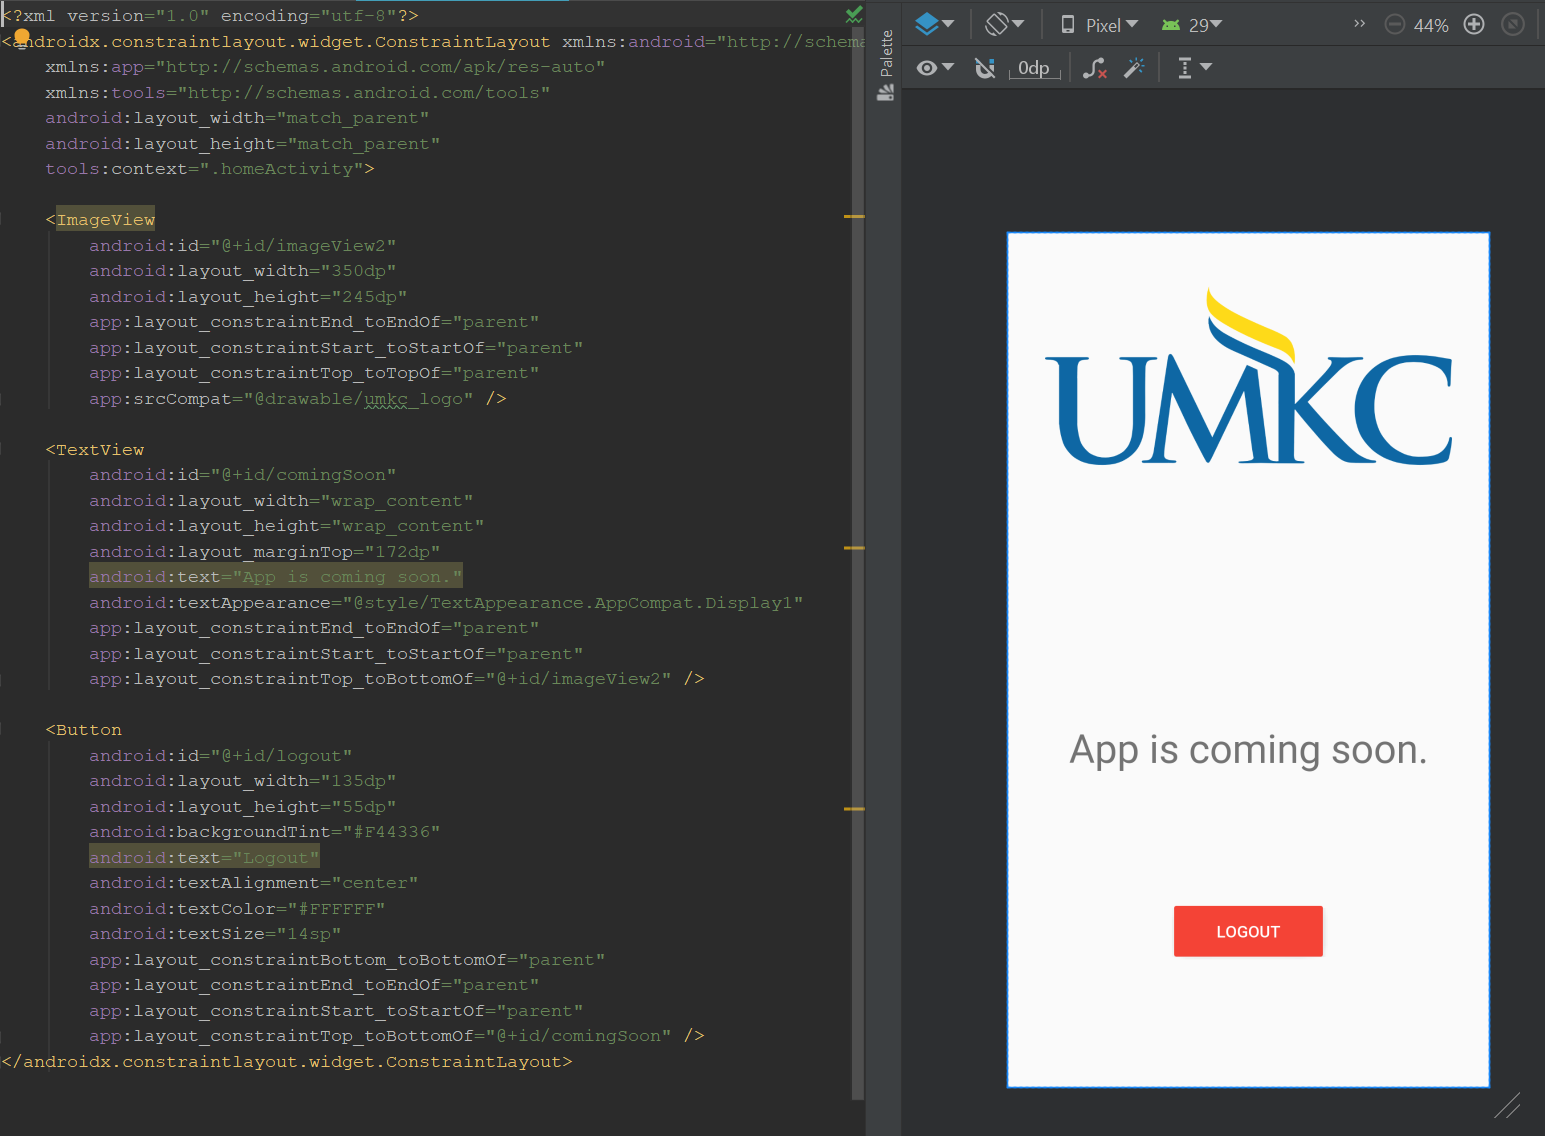 <?xml version="1.0" encoding="utf-8"?>
<androidx.constraintlayout.widget.ConstraintLayout xmlns:android="http://schema
xmlns:app="http://schemas.android.com/apk/res-auto"
xmlns:tools="http://schemas.android.com/tools"
android:layout_width="match_parent"
android:layout_height="match_parent"
tools:context=".homeActivity">
<ImageView
android:id="@+id/imageView2"
android:layout_width="350dp"
android:layout_height="245dp"
app:layout_constraintEnd_toEndOf="parent"
app:layout_constraintStart_toStartOf="parent"
app:layout_constraintTop_toTopOf="parent"
app:srcCompat="@drawable/umkc_logo" />
<TextView
android:id="@+id/comingSoon"
android:layout_width="wrap_content"
android:layout_height="wrap_content"
android:layout_marginTop="172dp"
android:text="App is coming soon."
android:textAppearance="@style/TextAppearance.AppCompat.Display1"
app:layout_constraintEnd_toEndOf="parent"
app:layout_constraintStart_toStartOf="parent"
app:layout_constraintTop_toBottomOf="@+id/imageView2" />
<Button
android:id="@+id/logout"
android:layout_width="135dp"
android:layout_height="55dp"
android:backgroundTint="#F44336"
android:text="Logout"
android:textAlignment="center"
android:textColor="#FFFFFF"
android:textSize="14sp"
app:layout_constraintBottom_toBottomOf="parent"
app:layout_constraintEnd_toEndOf="parent"
app:layout_constraintStart_toStartOf="parent"
app:layout_constraintTop_toBottomOf="@+id/comingSoon" />
</androidx.constraintlayout.widget.ConstraintLayout>
Palette
Pixel 29 » 44%
0dp
UMKC
App is coming soon.
LOGOUT